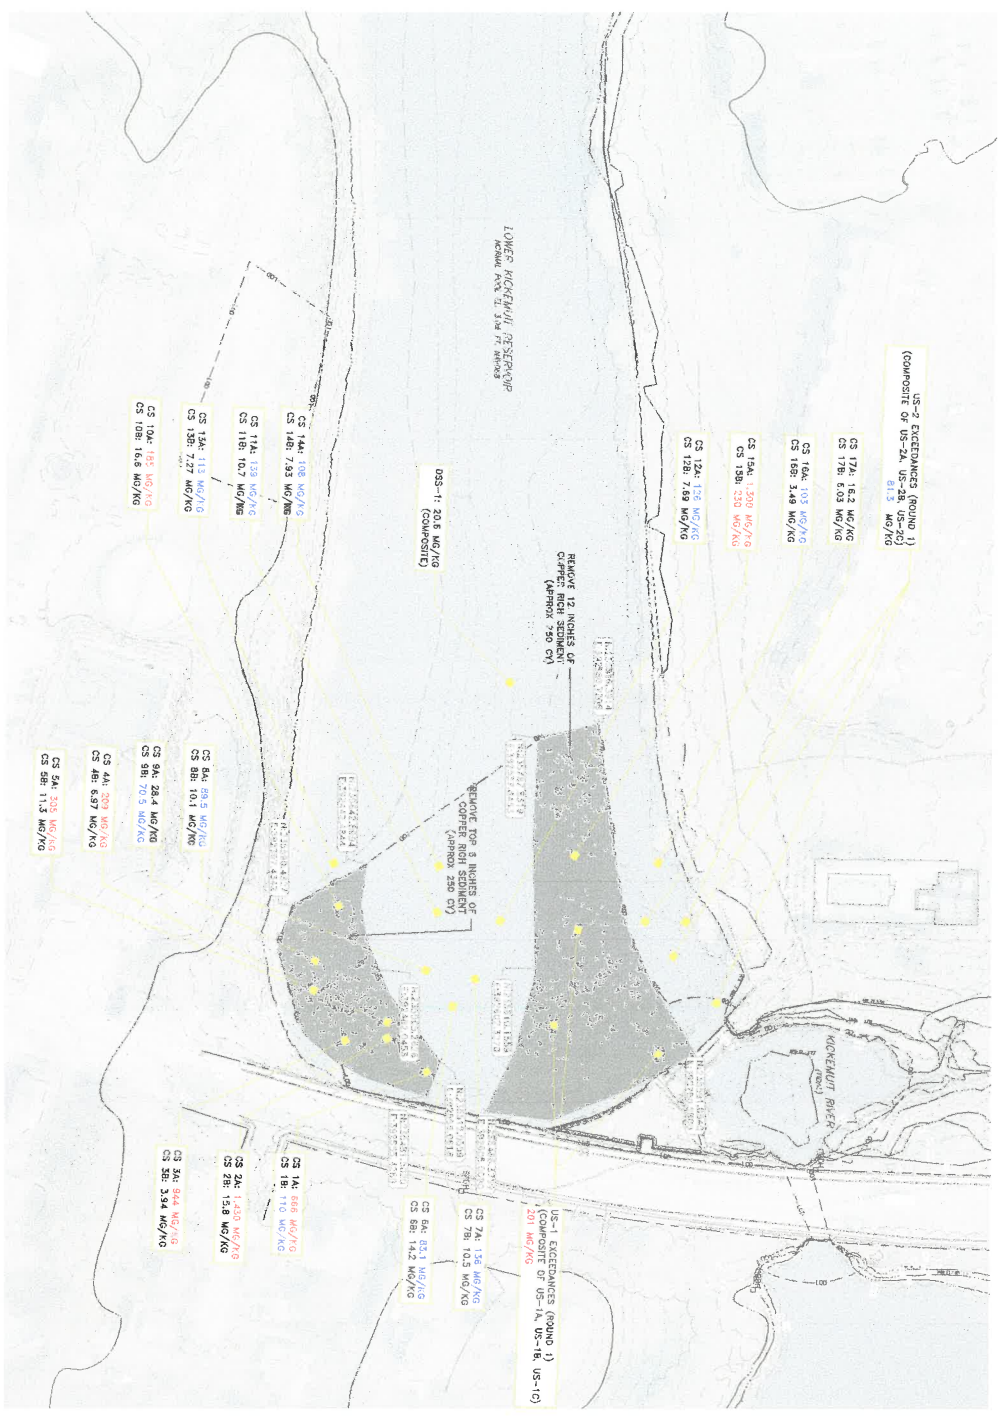 US-2 EXCEEDANCES (ROUND 1)
(COMPOSITE OF US-2A, US-2B, US-2C)
81.5 MG/KG
CS 17A: 16.2 MG/KG
CS 17B: 6.03 MG/KG
CS 16A: 103 MG/KG
CS 16B: 3.49 MG/KG
CS 15A: 1,300 MG/KG
CS 15B: 230 MG/KG
CS 12A: 126 MG/KG
CS 12B: 7.69 MG/KG
LOWER KICKEMUIT RESERVOIR
REMOVE 12 INCHES OF
COPPER RICH SEDIMENT
(APPROX 750 CY)
DSS-1: 20.6 MG/KG
(COMPOSITE)
CS 14A: 108 MG/KG
CS 14B: 7.93 MG/KG
CS 11A: 139 MG/KG
CS 11B: 10.7 MG/KG
CS 13A: 113 MG/KG
CS 13B: 7.27 MG/KG
CS 10A: 185 MG/KG
CS 10B: 16.6 MG/KG
REMOVE TOP 6 INCHES OF
COPPER RICH SEDIMENT
(APPROX 250 CY)
CS 8A: 89.5 MG/KG
CS 8B: 10.1 MG/KG
CS 9A: 28.4 MG/KG
CS 9B: 70.5 MG/KG
CS 4A: 209 MG/KG
CS 4B: 6.97 MG/KG
CS 5A: 305 MG/KG
CS 5B: 11.3 MG/KG
KICKEMUIT RIVER
US-1 EXCEEDANCES (ROUND 1)
(COMPOSITE OF US-1A, US-1B, US-1C)
201 MG/KG
CS 7A: 136 MG/KG
CS 7B: 10.5 MG/KG
CS 6A: 83.1 MG/KG
CS 6B: 14.2 MG/KG
CS 1A: 666 MG/KG
CS 1B: 110 MG/KG
CS 2A: 1,430 MG/KG
CS 2B: 15.8 MG/KG
CS 3A: 944 MG/KG
CS 3B: 3.94 MG/KG